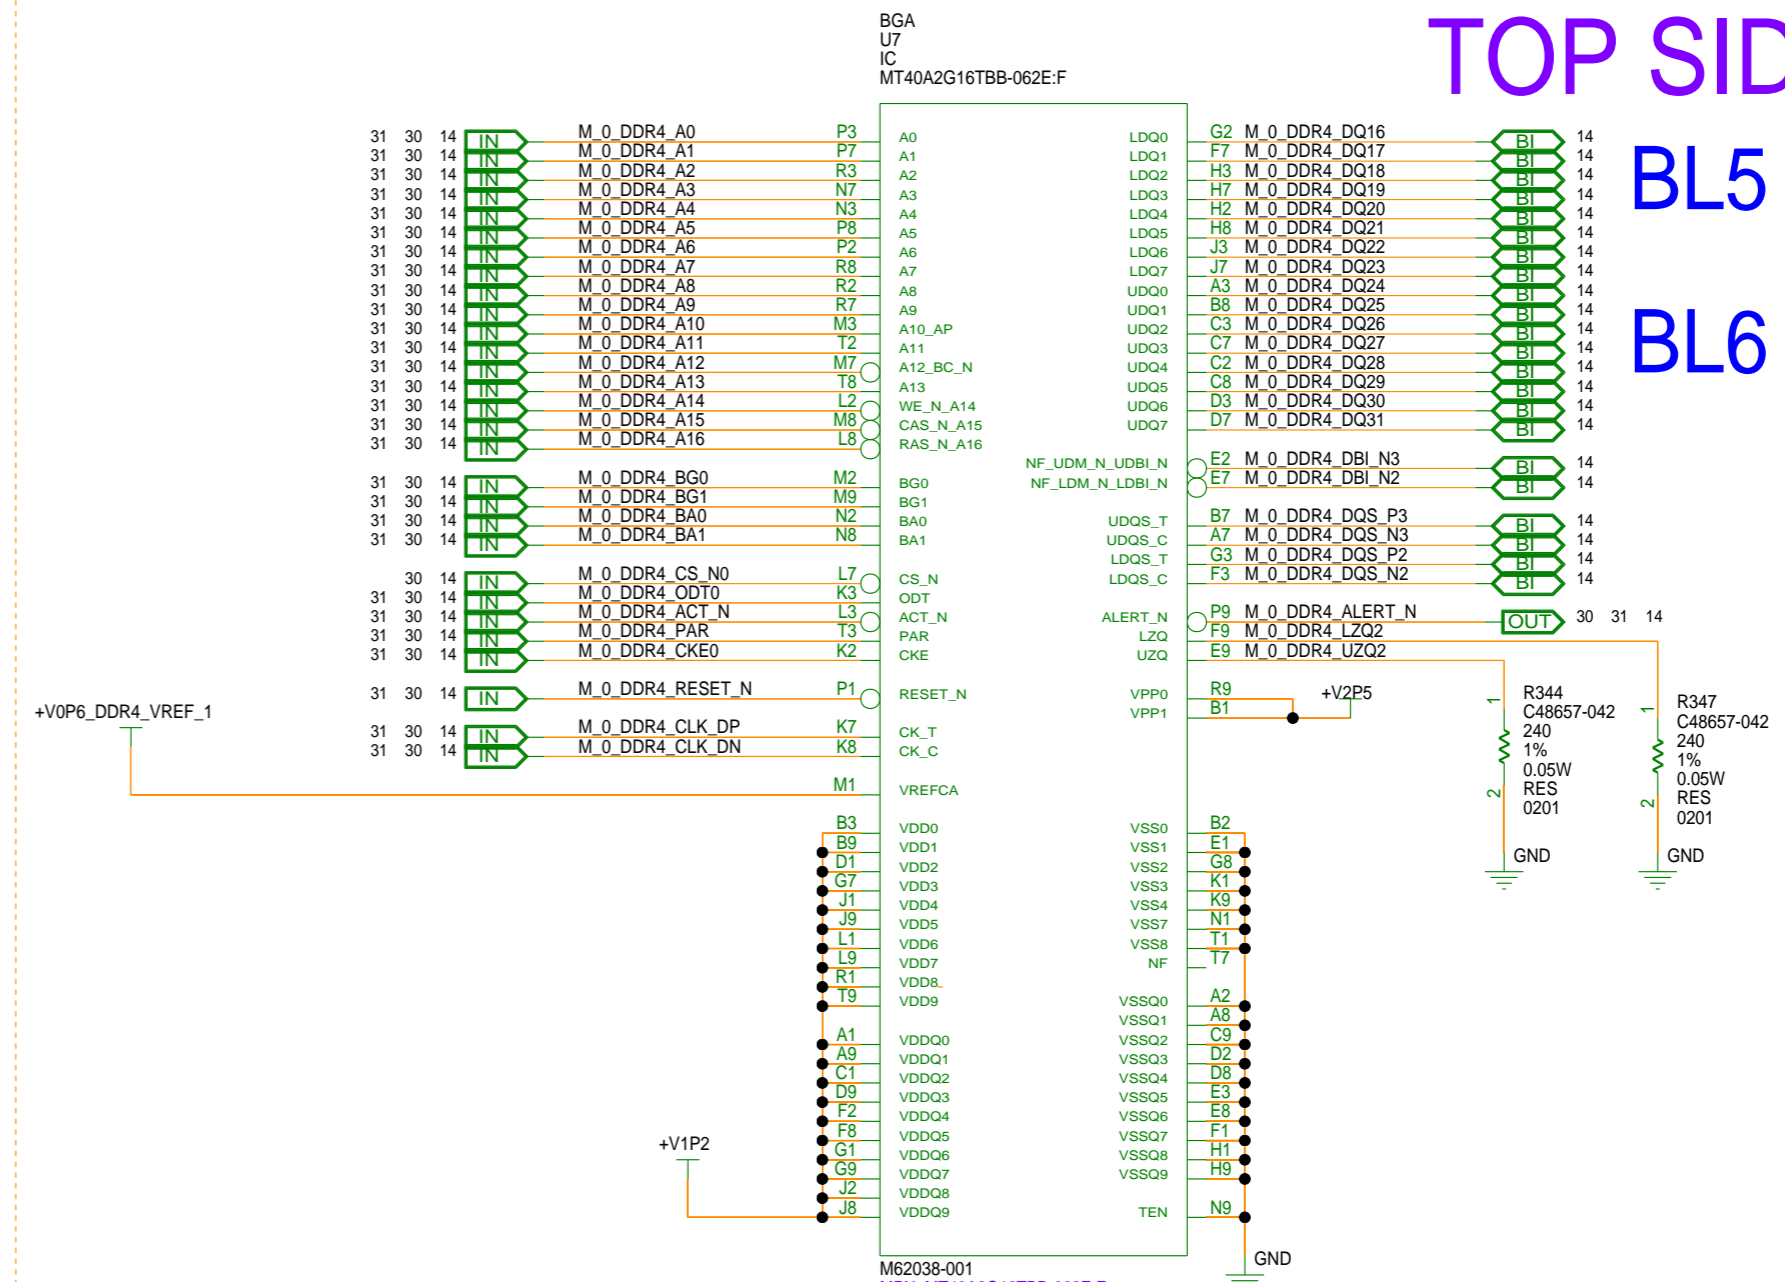 BGA
U7
IC
MT40A2G16TBB-062E:F
TOP SID
BL5
BL6
31 30 14 IN M_0_DDR4_A0 P3 A0
31 30 14 IN M_0_DDR4_A1 P7 A1
31 30 14 IN M_0_DDR4_A2 R3 A2
31 30 14 IN M_0_DDR4_A3 N7 A3
31 30 14 IN M_0_DDR4_A4 N3 A4
31 30 14 IN M_0_DDR4_A5 P8 A5
31 30 14 IN M_0_DDR4_A6 P2 A6
31 30 14 IN M_0_DDR4_A7 R8 A7
31 30 14 IN M_0_DDR4_A8 R2 A8
31 30 14 IN M_0_DDR4_A9 R7 A9
31 30 14 IN M_0_DDR4_A10 M3 A10_AP
31 30 14 IN M_0_DDR4_A11 T2 A11
31 30 14 IN M_0_DDR4_A12 M7 A12_BC_N
31 30 14 IN M_0_DDR4_A13 T8 A13
31 30 14 IN M_0_DDR4_A14 L2 WE_N_A14
31 30 14 IN M_0_DDR4_A15 M8 CAS_N_A15
31 30 14 IN M_0_DDR4_A16 L8 RAS_N_A16
31 30 14 IN M_0_DDR4_BG0 M2 BG0
31 30 14 IN M_0_DDR4_BG1 M9 BG1
31 30 14 IN M_0_DDR4_BA0 N2 BA0
31 30 14 IN M_0_DDR4_BA1 N8 BA1
30 14 IN M_0_DDR4_CS_N0 L7 CS_N
31 30 14 IN M_0_DDR4_ODT0 K3 ODT
31 30 14 IN M_0_DDR4_ACT_N L3 ACT_N
31 30 14 IN M_0_DDR4_PAR T3 PAR
31 30 14 IN M_0_DDR4_CKE0 K2 CKE
31 30 14 IN M_0_DDR4_RESET_N P1 RESET_N
+V0P6_DDR4_VREF_1
31 30 14 IN M_0_DDR4_CLK_DP K7 CK_T
31 30 14 IN M_0_DDR4_CLK_DN K8 CK_C
M1 VREFCA
B3 VDD0
B9 VDD1
D1 VDD2
G7 VDD3
J1 VDD4
J9 VDD5
L1 VDD6
L9 VDD7
R1 VDD8
T9 VDD9
A1 VDDQ0
A9 VDDQ1
C1 VDDQ2
D9 VDDQ3
F2 VDDQ4
F8 VDDQ5
G1 VDDQ6
G9 VDDQ7
J2 VDDQ8
J8 VDDQ9
+V1P2
LDQ0 G2 M_0_DDR4_DQ16 BI 14
LDQ1 F7 M_0_DDR4_DQ17 BI 14
LDQ2 H3 M_0_DDR4_DQ18 BI 14
LDQ3 H7 M_0_DDR4_DQ19 BI 14
LDQ4 H2 M_0_DDR4_DQ20 BI 14
LDQ5 H8 M_0_DDR4_DQ21 BI 14
LDQ6 J3 M_0_DDR4_DQ22 BI 14
LDQ7 J7 M_0_DDR4_DQ23 BI 14
UDQ0 A3 M_0_DDR4_DQ24 BI 14
UDQ1 B8 M_0_DDR4_DQ25 BI 14
UDQ2 C3 M_0_DDR4_DQ26 BI 14
UDQ3 C7 M_0_DDR4_DQ27 BI 14
UDQ4 C2 M_0_DDR4_DQ28 BI 14
UDQ5 C8 M_0_DDR4_DQ29 BI 14
UDQ6 D3 M_0_DDR4_DQ30 BI 14
UDQ7 D7 M_0_DDR4_DQ31 BI 14
NF_UDM_N_UDBI_N E2 M_0_DDR4_DBI_N3 BI 14
NF_LDM_N_LDBI_N E7 M_0_DDR4_DBI_N2 BI 14
UDQS_T B7 M_0_DDR4_DQS_P3 BI 14
UDQS_C A7 M_0_DDR4_DQS_N3 BI 14
LDQS_T G3 M_0_DDR4_DQS_P2 BI 14
LDQS_C F3 M_0_DDR4_DQS_N2 BI 14
ALERT_N P9 M_0_DDR4_ALERT_N OUT 30 31 14
LZQ F9 M_0_DDR4_LZQ2
UZQ E9 M_0_DDR4_UZQ2
VPP0 R9
VPP1 B1
+V2P5
1
R344
C48657-042
240
1%
0.05W
RES
0201
2
GND
1
R347
C48657-042
240
1%
0.05W
RES
0201
2
GND
VSS0 B2
VSS1 E1
VSS2 G8
VSS3 K1
VSS4 K9
VSS7 N1
VSS8 T1
NF T7
VSSQ0 A2
VSSQ1 A8
VSSQ2 C9
VSSQ3 D2
VSSQ4 D8
VSSQ5 E3
VSSQ6 E8
VSSQ7 F1
VSSQ8 H1
VSSQ9 H9
TEN N9
GND
M62038-001